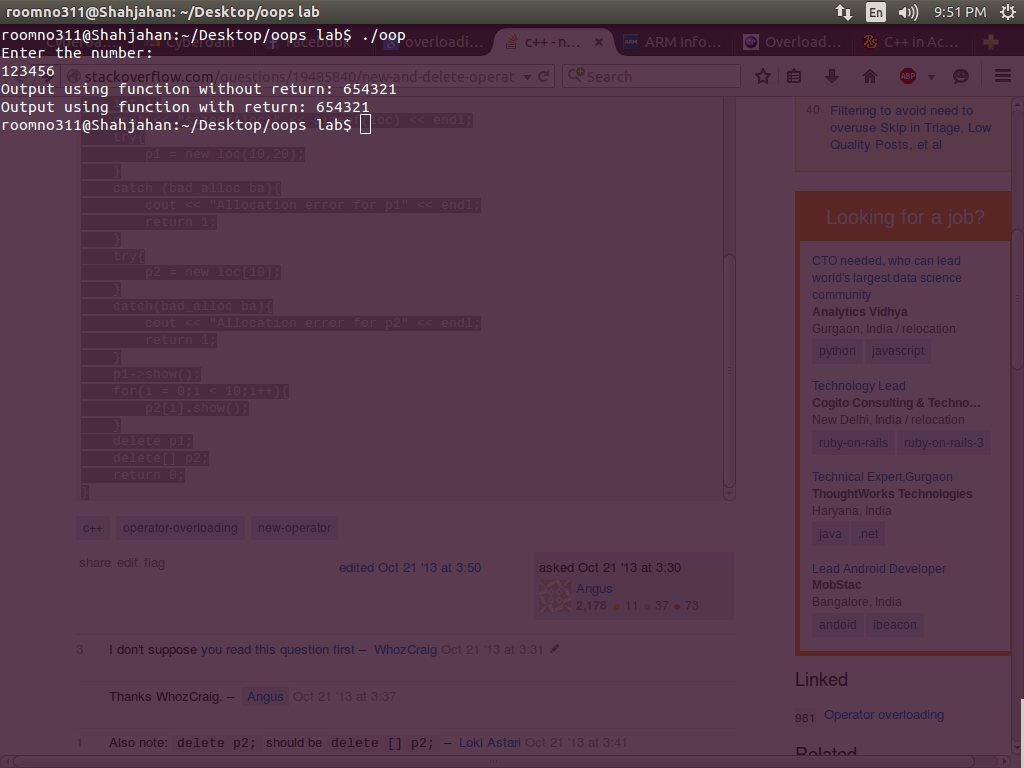 roomno311@Shahjahan: ~/Desktop/oops lab
En
9:51 PM
roomno311@Shahjahan:~/Desktop/oops lab$ ./oop
Enter the number:
123456
Output using function without return: 654321
Output using function with return: 654321
roomno311@Shahjahan:~/Desktop/oops lab$
Facebook
overloadi...
c++ - n...
ARM Info...
Overload...
C++ in Ac...
stackoverflow.com/questions/19485840/new-and-delete-operat
Search
ABP
loc) << endl;
try{
p1 = new loc(10,20);
}
catch (bad_alloc ba){
cout << "Allocation error for p1" << endl;
return 1;
}
try{
p2 = new loc[10];
}
catch(bad_alloc ba){
cout << "Allocation error for p2" << endl;
return 1;
}
p1->show();
for(i = 0;i < 10;i++){
p2[i].show();
}
delete p1;
delete[] p2;
return 0;
}
c++ operator-overloading new-operator
share edit flag
edited Oct 21 '13 at 3:50
asked Oct 21 '13 at 3:30
Angus
2,178 11 37 73
3 I don't suppose you read this question first – WhozCraig Oct 21 '13 at 3:31
Thanks WhozCraig. – Angus Oct 21 '13 at 3:37
1 Also note: delete p2; should be delete [] p2; – Loki Astari Oct 21 '13 at 3:41
40 Filtering to avoid need to
overuse Skip in Triage, Low
Quality Posts, et al
Looking for a job?
CTO needed, who can lead
world's largest data science
community
Analytics Vidhya
Gurgaon, India / relocation
python javascript
Technology Lead
Cogito Consulting & Techno...
New Delhi, India / relocation
ruby-on-rails ruby-on-rails-3
Technical Expert,Gurgaon
ThoughtWorks Technologies
Haryana, India
java .net
Lead Android Developer
MobStac
Bangalore, India
andoid ibeacon
Linked
981 Operator overloading
Related